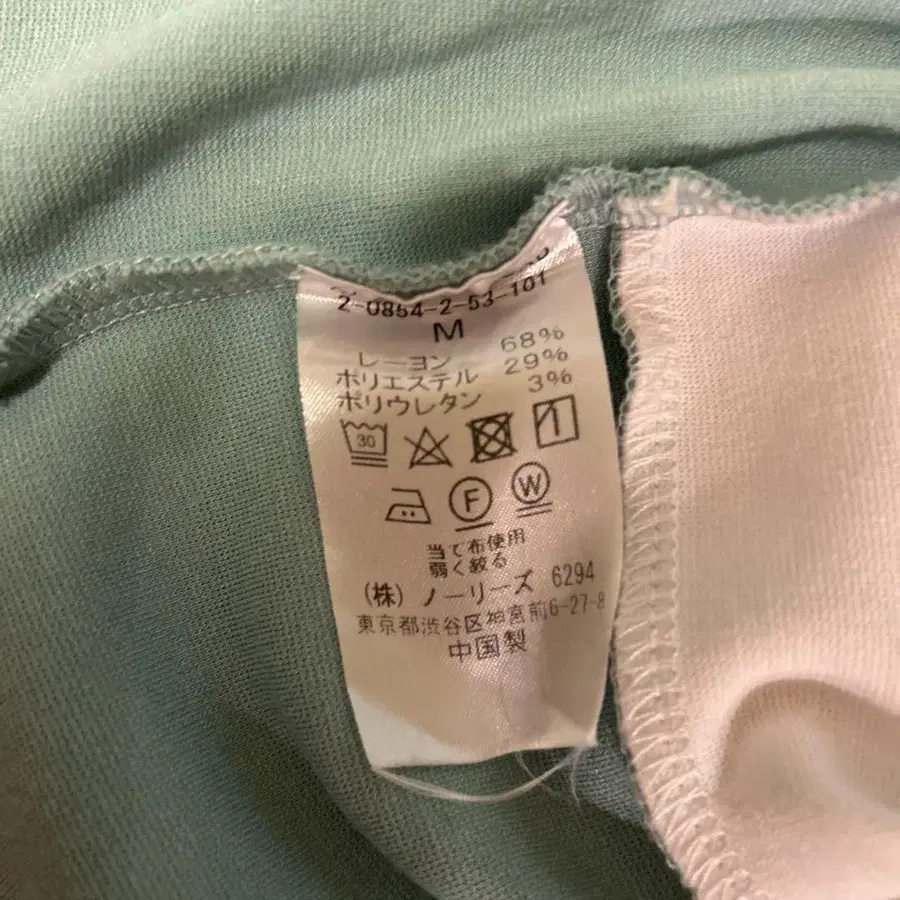 2-0854-2-53-101
M
レーヨン 68%
ポリエステル 29%
ポリウレタン 3%
30
F W
当て布使用
弱く絞る
(株) ノーリーズ 6294
東京都渋谷区神宮前6-27-8
中国製